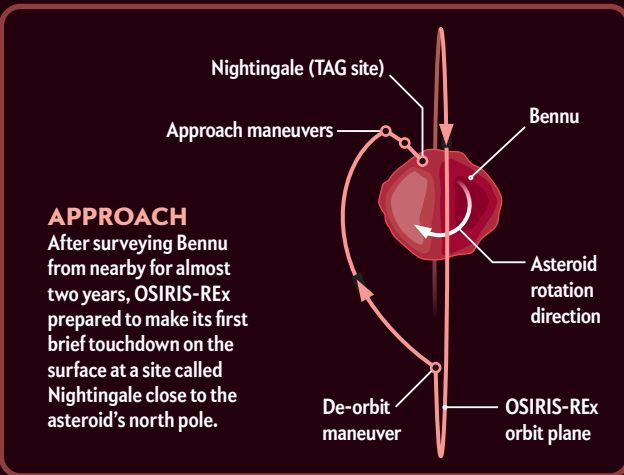 Nightingale (TAG site)
Approach maneuvers
Bennu
APPROACH
After surveying Bennu
from nearby for almost
two years, OSIRIS-REx
prepared to make its first
brief touchdown on the
surface at a site called
Nightingale close to the
asteroid’s north pole.
Asteroid
rotation
direction
De-orbit
maneuver
OSIRIS-REx
orbit plane